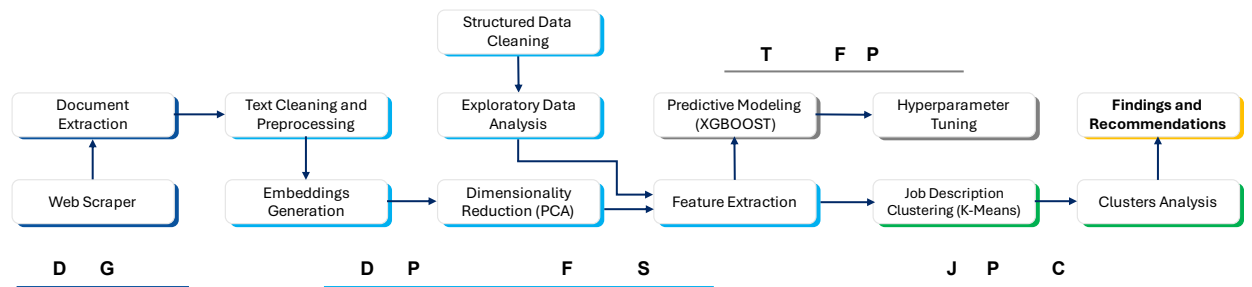 Structured Data
Cleaning
T F P
Document
Extraction
Text Cleaning and
Preprocessing
Exploratory Data
Analysis
Predictive Modeling
(XGBOOST)
Hyperparameter
Tuning
Findings and
Recommendations
Web Scraper
Embeddings
Generation
Dimensionality
Reduction (PCA)
Feature Extraction
Job Description
Clustering (K-Means)
Clusters Analysis
D G
D P F S
J P C